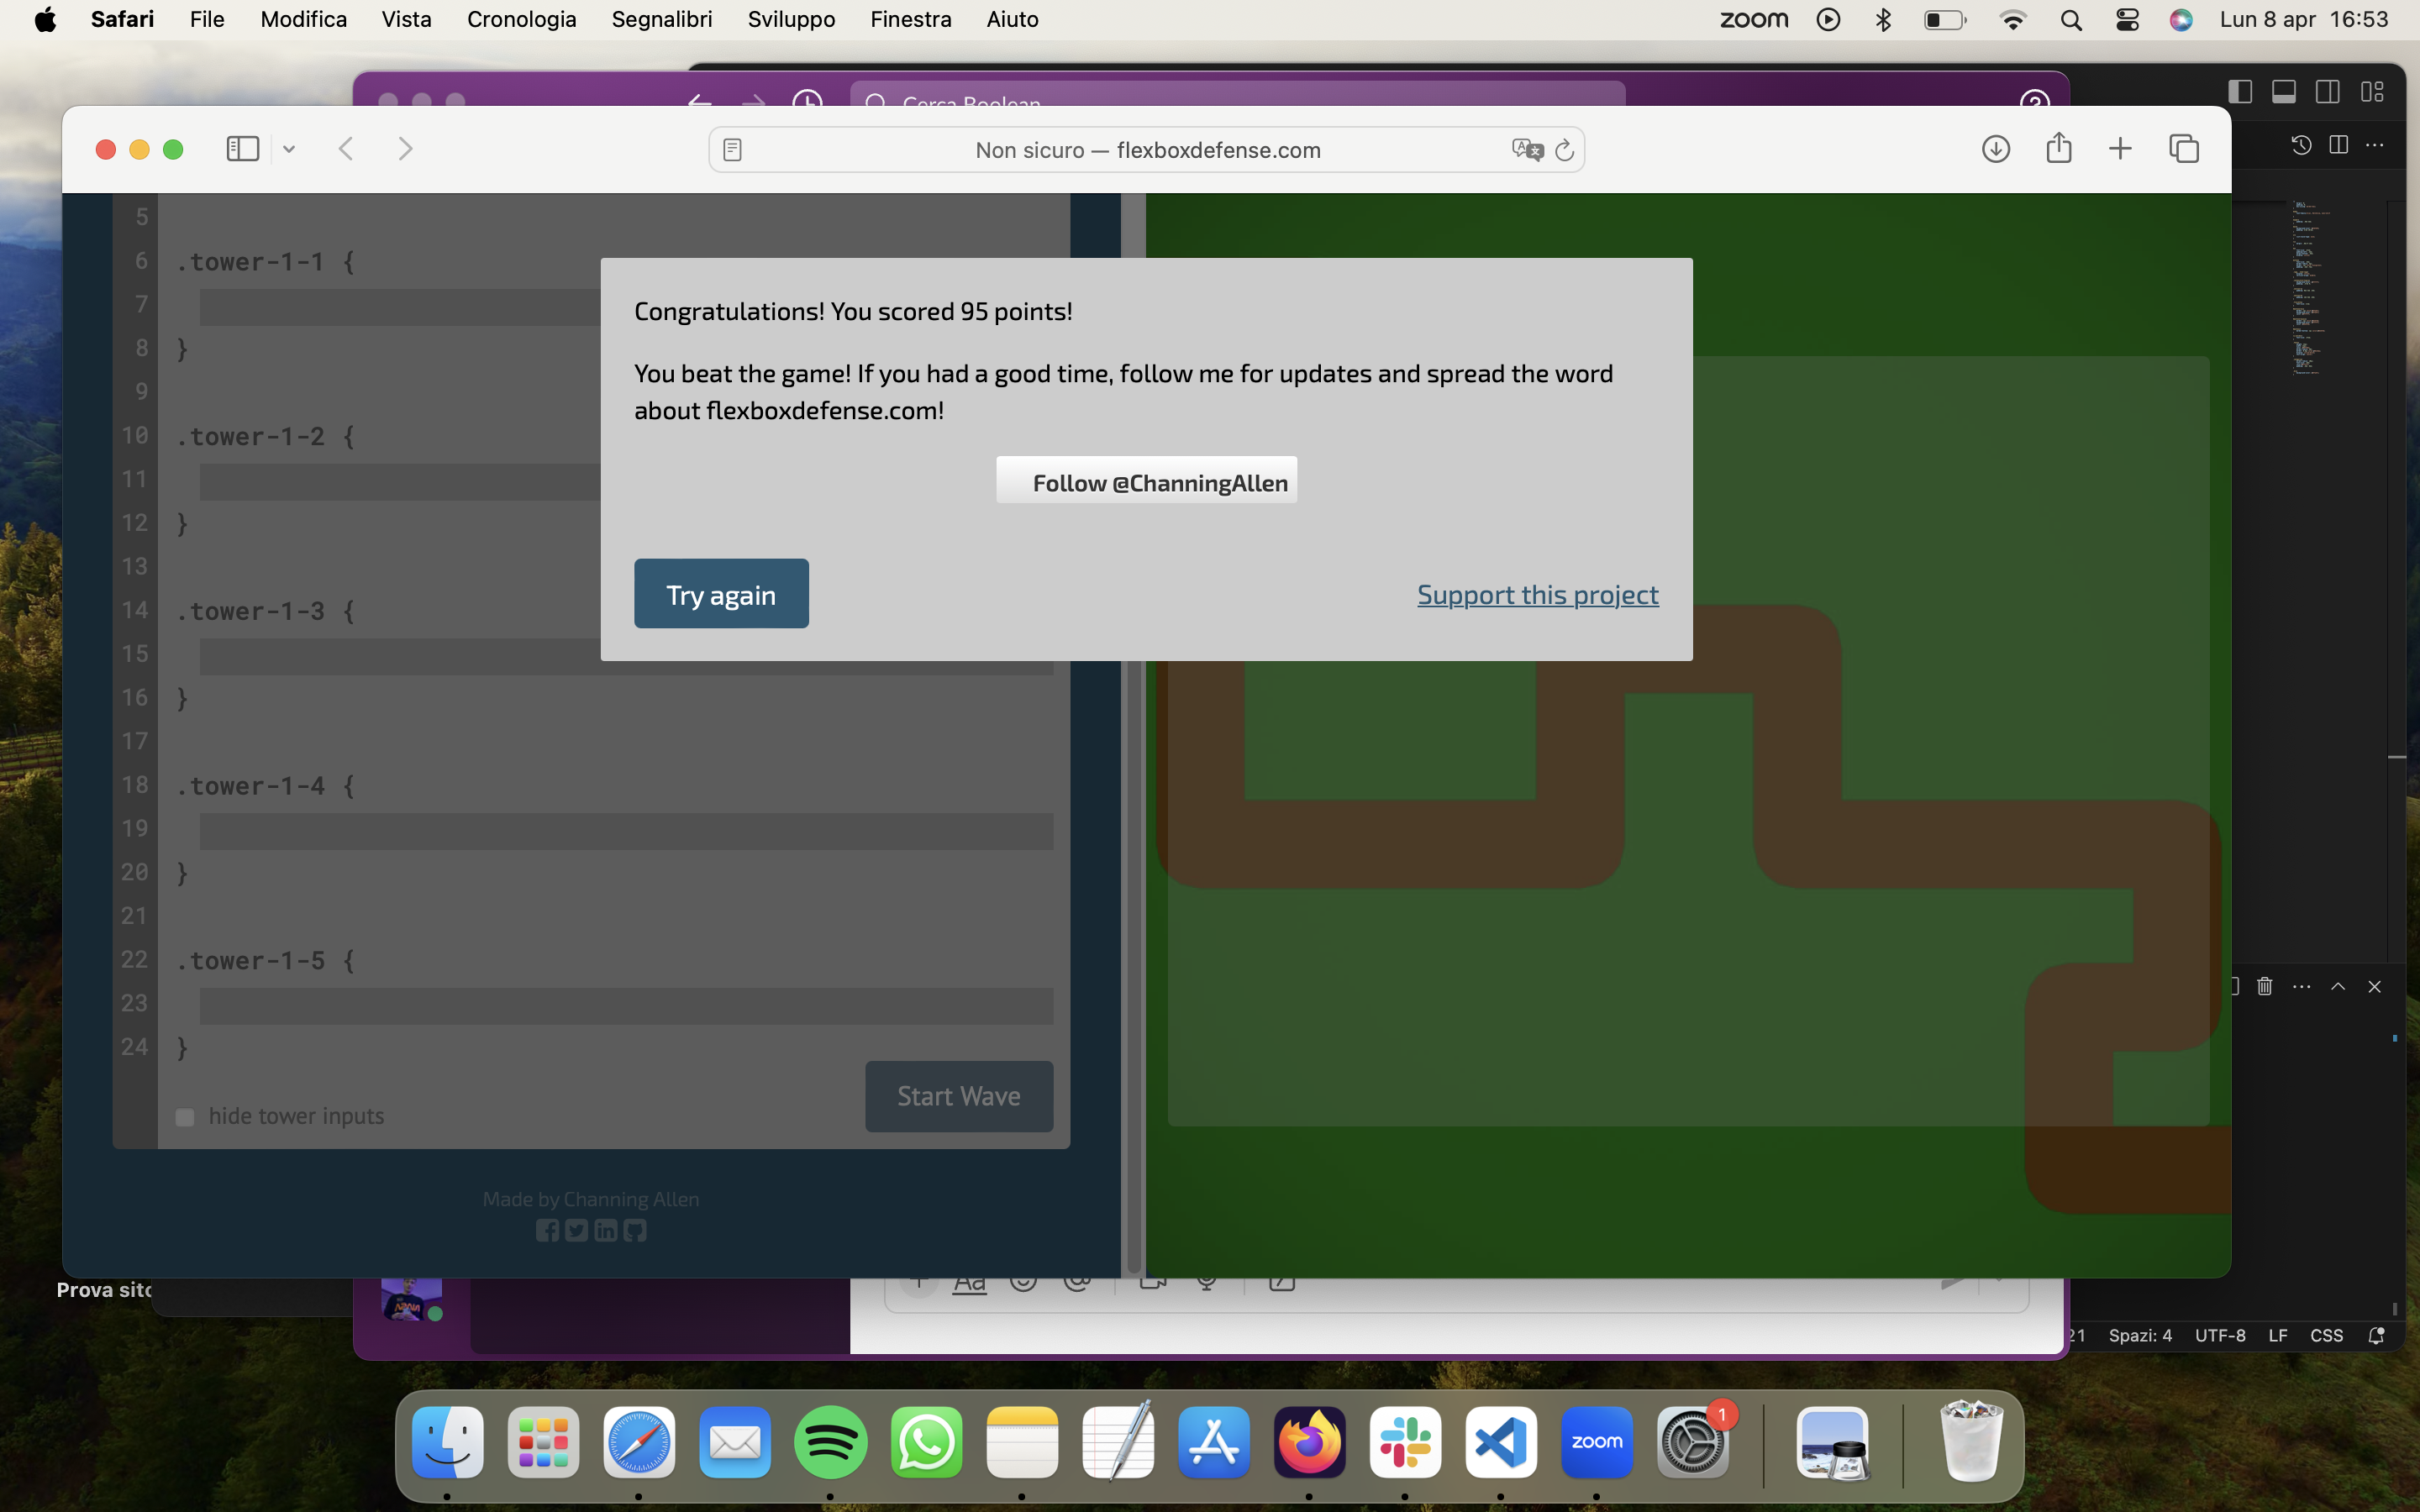 Safari File Modifica Vista Cronologia Segnalibri Sviluppo Finestra Aiuto zoom Lun 8 apr 16:53
Cerca Boolean
Non sicuro — flexboxdefense.com
5
6 .tower-1-1 {
7
8 }
9
10 .tower-1-2 {
11
12 }
13
14 .tower-1-3 {
15
16 }
17
18 .tower-1-4 {
19
20 }
21
22 .tower-1-5 {
23
24 }
hide tower inputs
Start Wave
Made by Channing Allen
Congratulations! You scored 95 points!
You beat the game! If you had a good time, follow me for updates and spread the word
about flexboxdefense.com!
Follow @ChanningAllen
Try again
Support this project
Prova sito
Aa
21 Spazi: 4 UTF-8 LF CSS
zoom
1